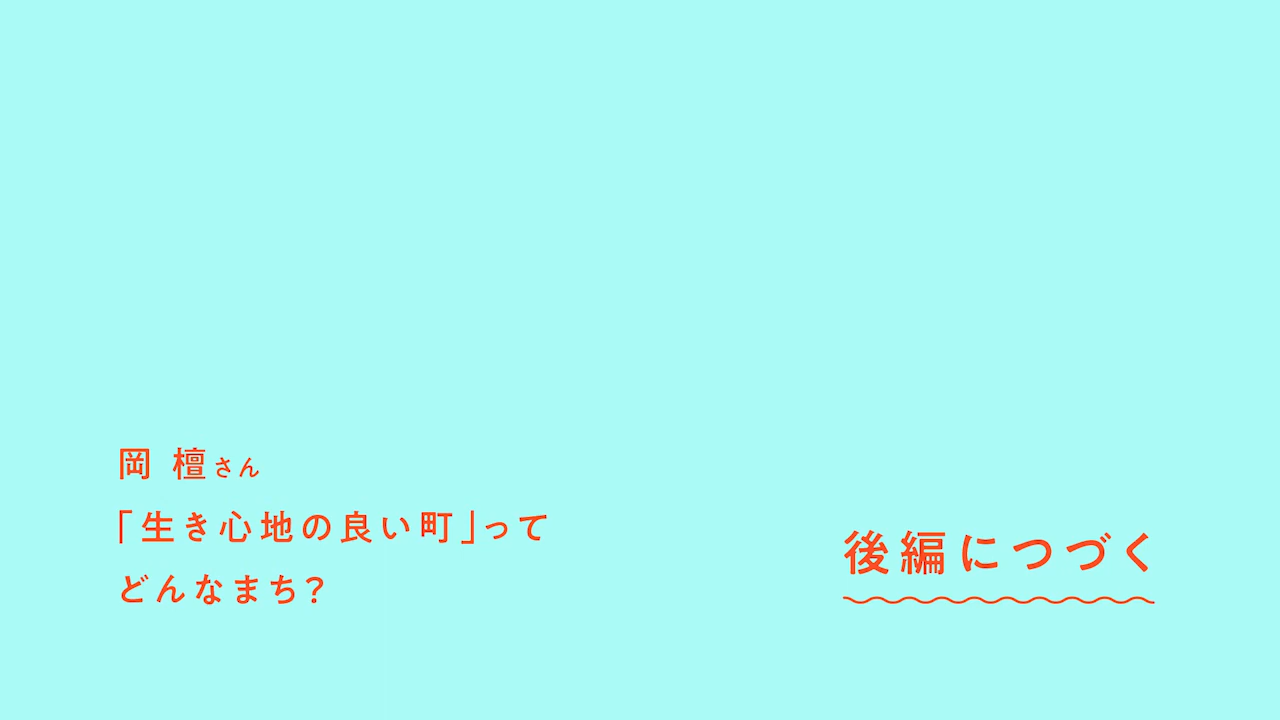 岡 檀さん
「生き心地の良い町」って
どんなまち?
後編につづく